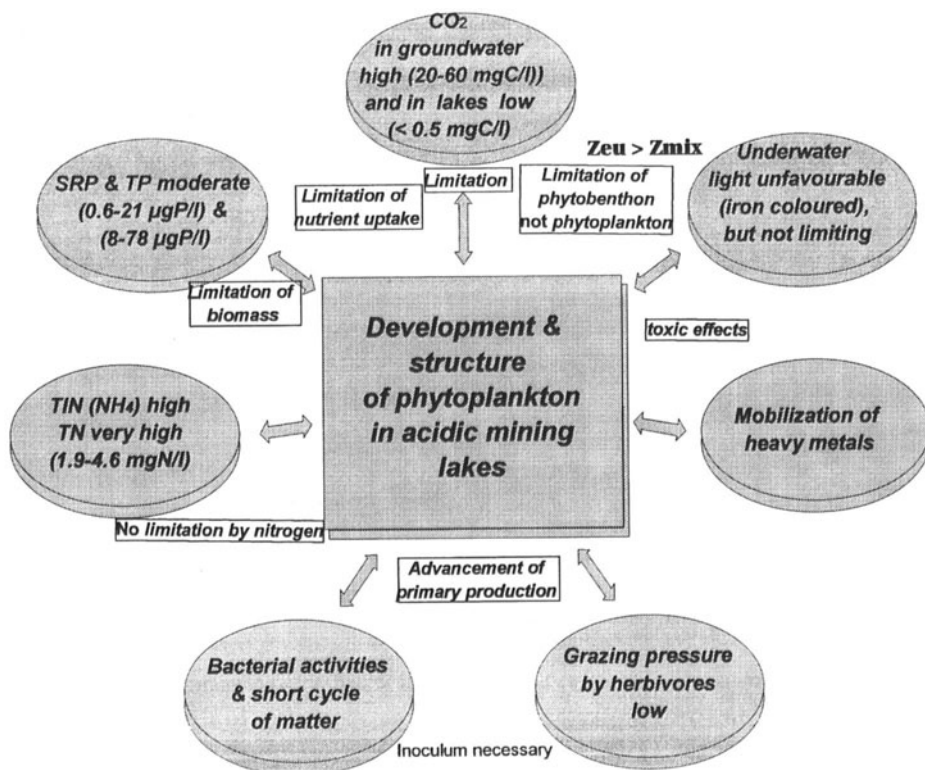 CO₂
in groundwater
high (20-60 mgC/l))
and in lakes low
(< 0.5 mgC/l)
Zeu > Zmix
SRP & TP moderate
(0.6-21 µgP/l) &
(8-78 µgP/l)
Limitation of
nutrient uptake
Limitation
Limitation of
phytobenthon
not phytoplankton
Underwater
light unfavourable
(iron coloured),
but not limiting
Limitation of
biomass
Development &
structure
of phytoplankton
in acidic mining
lakes
toxic effects
TIN (NH₄) high
TN very high
(1.9-4.6 mgN/l)
Mobilization of
heavy metals
No limitation by nitrogen
Advancement of
primary production
Bacterial activities
& short cycle
of matter
Grazing pressure
by herbivores
low
Inoculum necessary